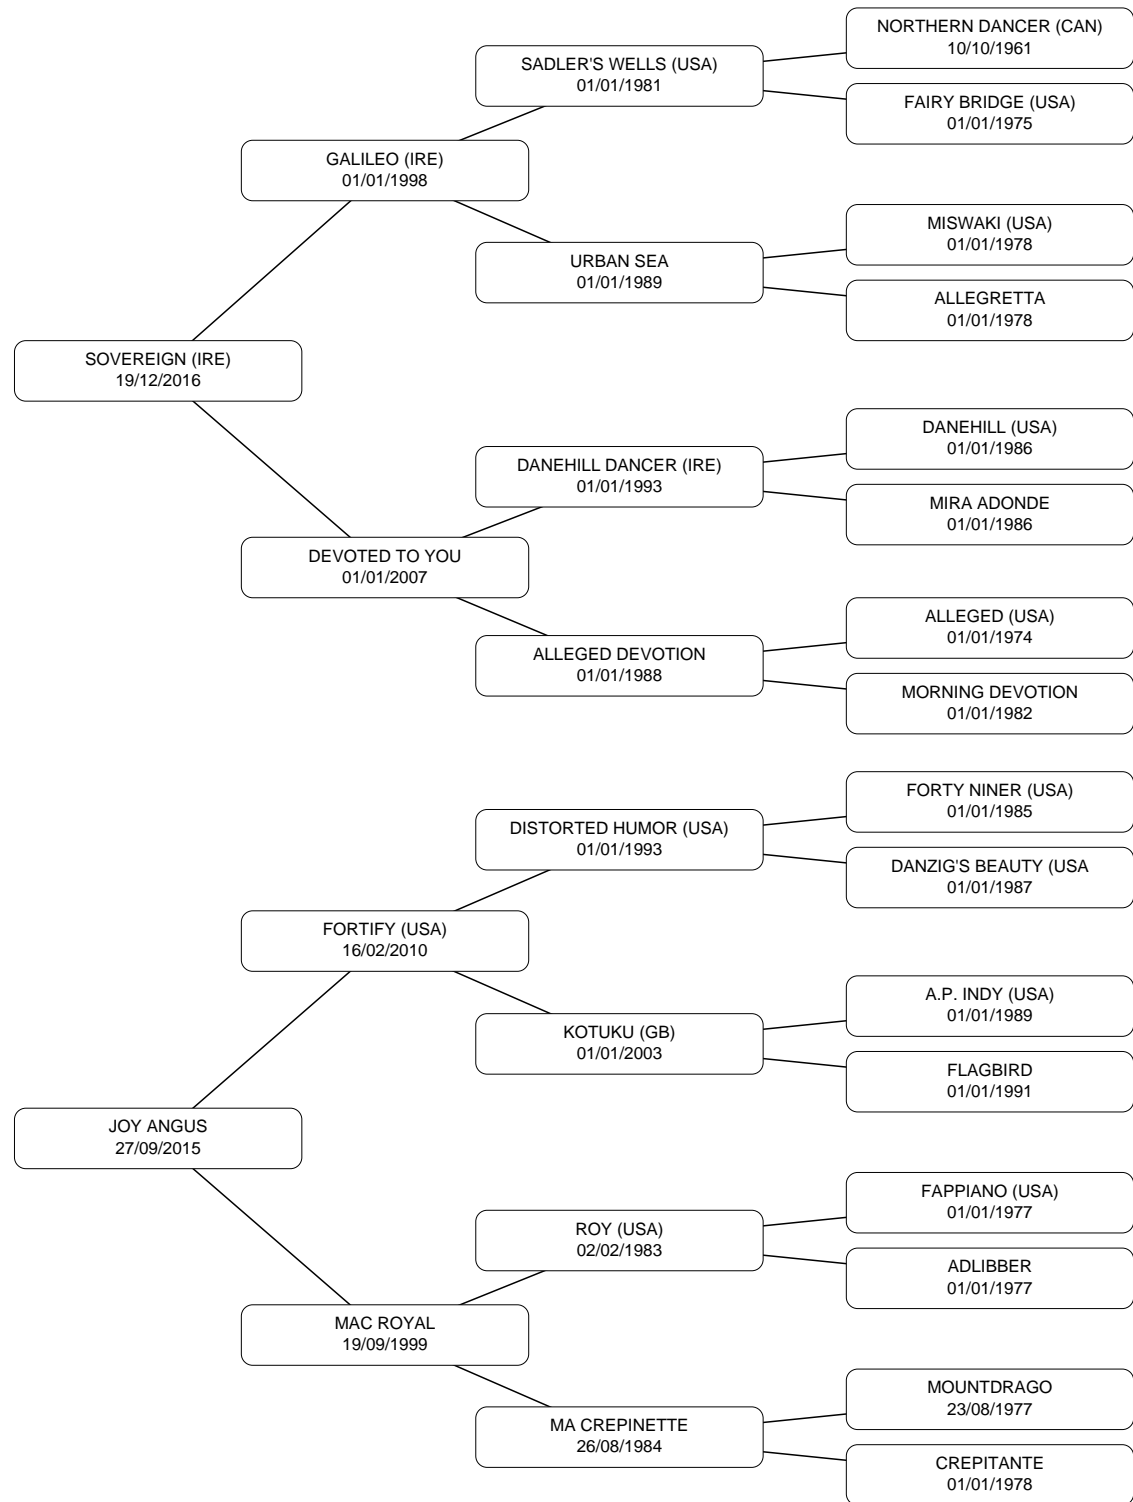 NORTHERN DANCER (CAN)
10/10/1961
SADLER'S WELLS (USA)
01/01/1981
FAIRY BRIDGE (USA)
01/01/1975
GALILEO (IRE)
01/01/1998
MISWAKI (USA)
01/01/1978
URBAN SEA
01/01/1989
ALLEGRETTA
01/01/1978
SOVEREIGN (IRE)
19/12/2016
DANEHILL (USA)
01/01/1986
DANEHILL DANCER (IRE)
01/01/1993
MIRA ADONDE
01/01/1986
DEVOTED TO YOU
01/01/2007
ALLEGED (USA)
01/01/1974
ALLEGED DEVOTION
01/01/1988
MORNING DEVOTION
01/01/1982
FORTY NINER (USA)
01/01/1985
DISTORTED HUMOR (USA)
01/01/1993
DANZIG'S BEAUTY (USA
01/01/1987
FORTIFY (USA)
16/02/2010
A.P. INDY (USA)
01/01/1989
KOTUKU (GB)
01/01/2003
FLAGBIRD
01/01/1991
JOY ANGUS
27/09/2015
FAPPIANO (USA)
01/01/1977
ROY (USA)
02/02/1983
ADLIBBER
01/01/1977
MAC ROYAL
19/09/1999
MOUNTDRAGO
23/08/1977
MA CREPINETTE
26/08/1984
CREPITANTE
01/01/1978